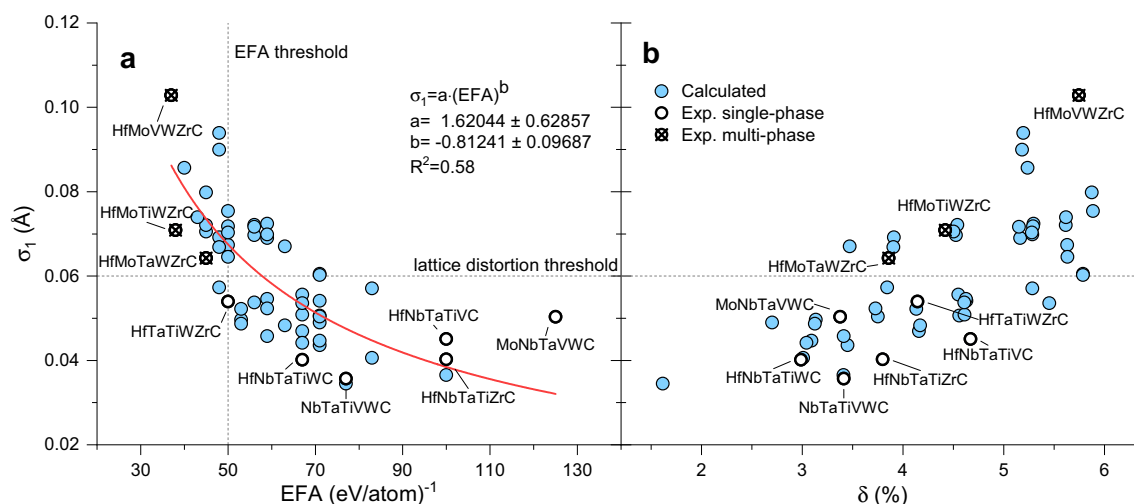 0.12
0.10
0.08
0.06
0.04
0.02
σ₁ (Å)
a
EFA threshold
σ₁=a·(EFA)ᵇ
a= 1.62044 ± 0.62857
b= -0.81241 ± 0.09687
R²=0.58
HfMoVWZrC
HfMoTiWZrC
HfMoTaWZrC
lattice distortion threshold
HfTaTiWZrC
HfNbTaTiVC
MoNbTaVWC
HfNbTaTiWC
HfNbTaTiZrC
NbTaTiVWC
30 50 70 90 110 130
EFA (eV/atom)⁻¹
b
Calculated
Exp. single-phase
Exp. multi-phase
HfMoVWZrC
HfMoTiWZrC
HfMoTaWZrC
MoNbTaVWC
HfTaTiWZrC
HfNbTaTiVC
HfNbTaTiWC
HfNbTaTiZrC
NbTaTiVWC
2 3 4 5 6
δ (%)